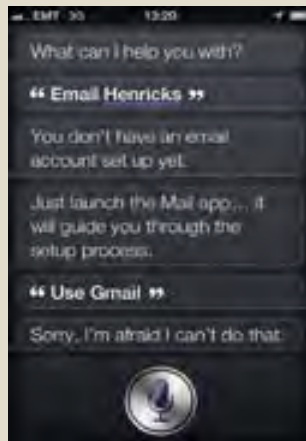 EMT 3G 13:20
What can I help you with?
“ Email Henricks ”
You don't have an email
account set up yet.
Just launch the Mail app... it
will guide you through the
setup process.
“ Use Gmail ”
Sorry, I'm afraid I can't do that.